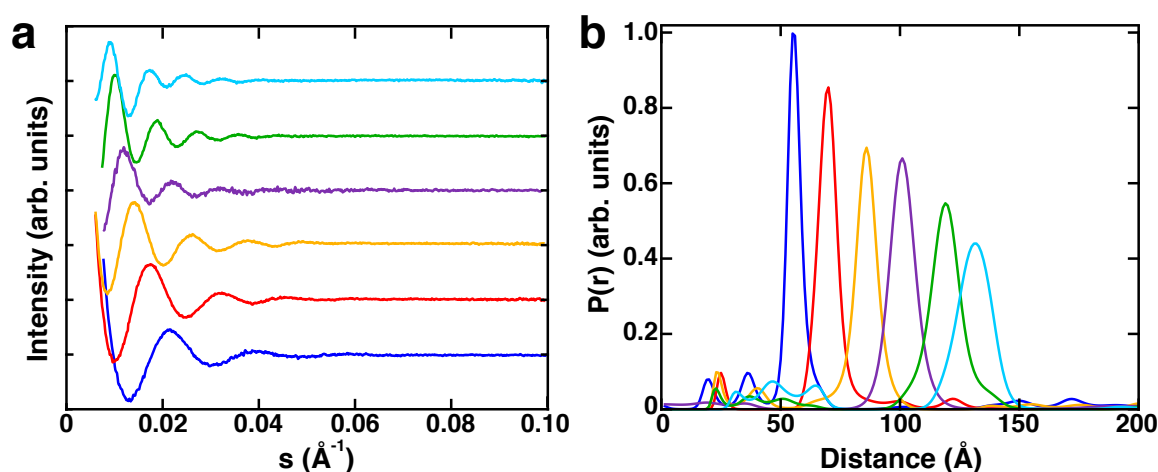 a
Intensity (arb. units)
0 0.02 0.04 0.06 0.08 0.10
s (Å-1)
b
P(r) (arb. units)
1.0
0.8
0.6
0.4
0.2
0
0 50 100 150 200
Distance (Å)